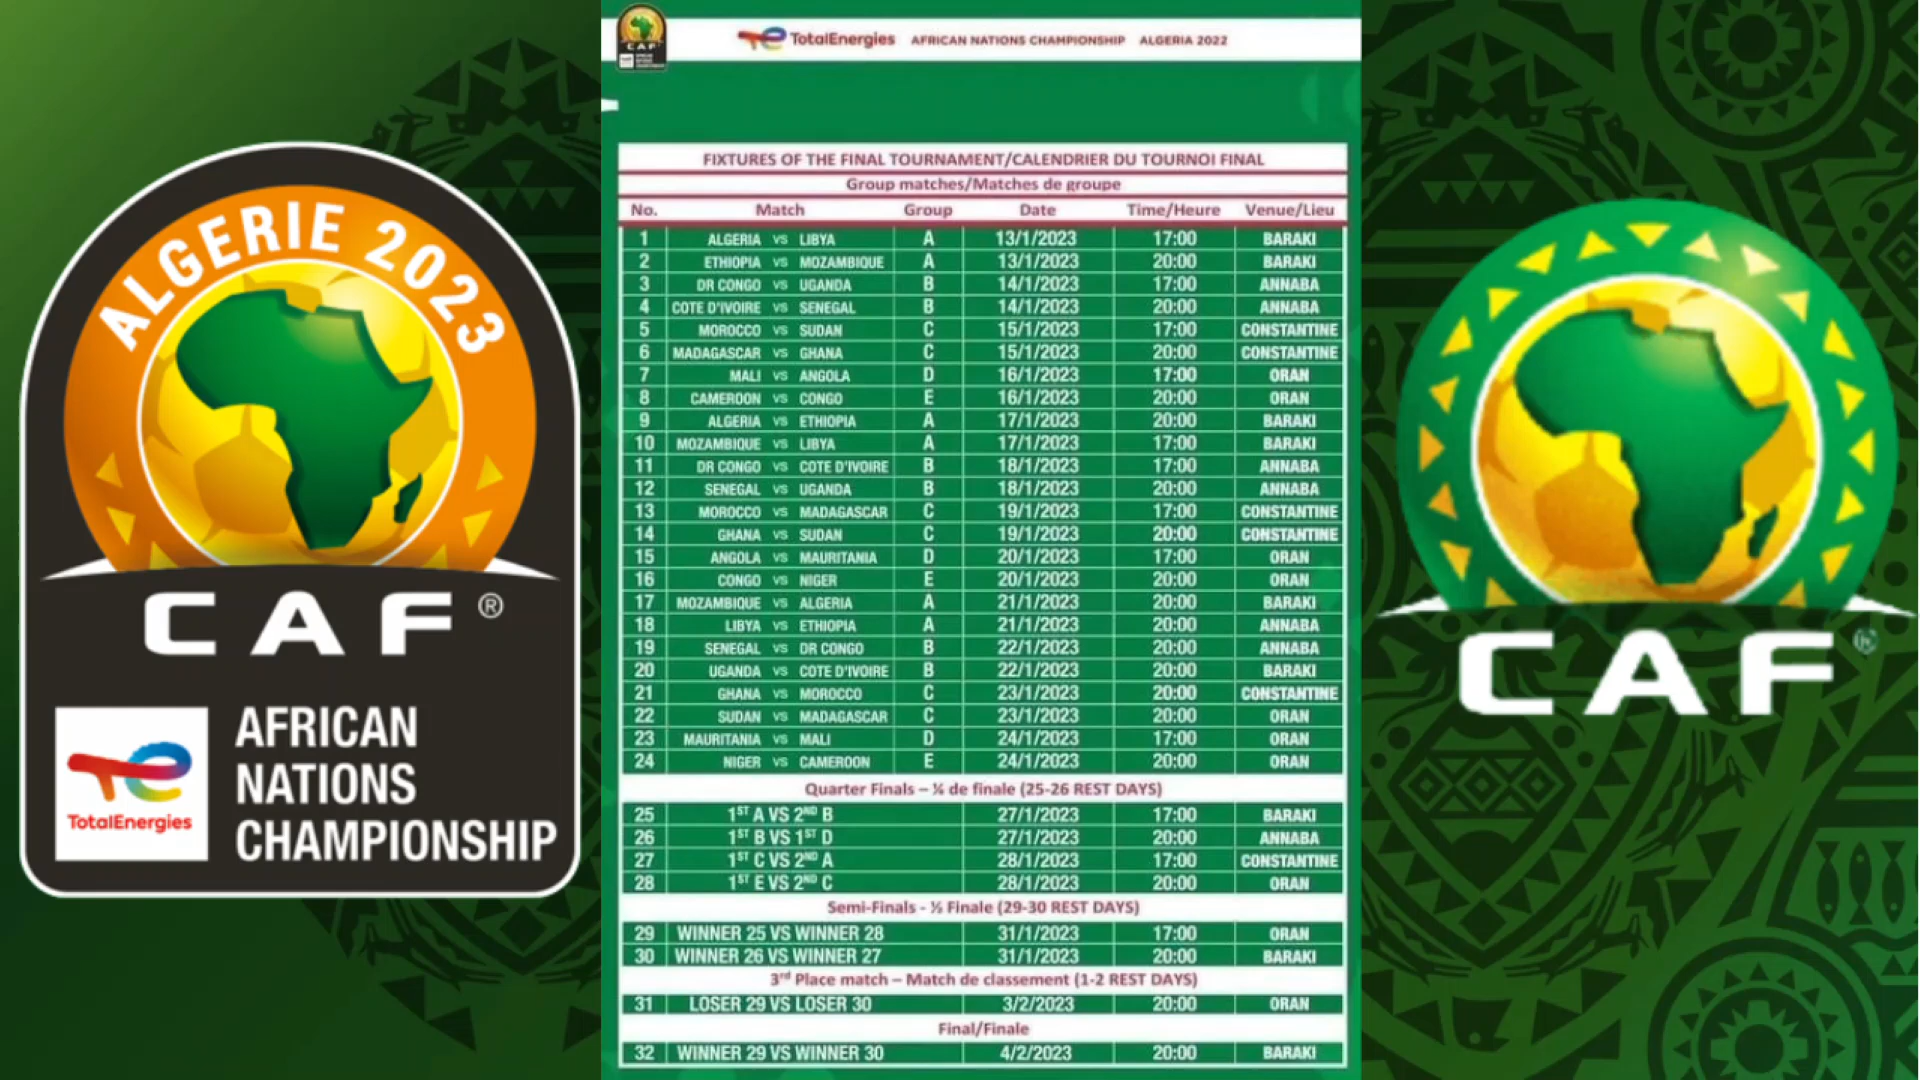 ALGERIE 2023
CAF®
TotalEnergies
AFRICAN
NATIONS
CHAMPIONSHIP
CAF
TotalEnergies AFRICAN NATIONS CHAMPIONSHIP ALGERIA 2022
FIXTURES OF THE FINAL TOURNAMENT/CALENDRIER DU TOURNOI FINAL
Group matches/Matches de groupe
No. Match Group Date Time/Heure Venue/Lieu
1 ALGERIA VS LIBYA A 13/1/2023 17:00 BARAKI
2 ETHIOPIA VS MOZAMBIQUE A 13/1/2023 20:00 BARAKI
3 DR CONGO VS UGANDA B 14/1/2023 17:00 ANNABA
4 COTE D'IVOIRE VS SENEGAL B 14/1/2023 20:00 ANNABA
5 MOROCCO VS SUDAN C 15/1/2023 17:00 CONSTANTINE
6 MADAGASCAR VS GHANA C 15/1/2023 20:00 CONSTANTINE
7 MALI VS ANGOLA D 16/1/2023 17:00 ORAN
8 CAMEROON VS CONGO E 16/1/2023 20:00 ORAN
9 ALGERIA VS ETHIOPIA A 17/1/2023 20:00 BARAKI
10 MOZAMBIQUE VS LIBYA A 17/1/2023 17:00 BARAKI
11 DR CONGO VS COTE D'IVOIRE B 18/1/2023 17:00 ANNABA
12 SENEGAL VS UGANDA B 18/1/2023 20:00 ANNABA
13 MOROCCO VS MADAGASCAR C 19/1/2023 17:00 CONSTANTINE
14 GHANA VS SUDAN C 19/1/2023 20:00 CONSTANTINE
15 ANGOLA VS MAURITANIA D 20/1/2023 17:00 ORAN
16 CONGO VS NIGER E 20/1/2023 20:00 ORAN
17 MOZAMBIQUE VS ALGERIA A 21/1/2023 20:00 BARAKI
18 LIBYA VS ETHIOPIA A 21/1/2023 20:00 ANNABA
19 SENEGAL VS DR CONGO B 22/1/2023 20:00 ANNABA
20 UGANDA VS COTE D'IVOIRE B 22/1/2023 20:00 BARAKI
21 GHANA VS MOROCCO C 23/1/2023 20:00 CONSTANTINE
22 SUDAN VS MADAGASCAR C 23/1/2023 20:00 ORAN
23 MAURITANIA VS MALI D 24/1/2023 17:00 ORAN
24 NIGER VS CAMEROON E 24/1/2023 20:00 ORAN
Quarter Finals – ¼ de finale (25-26 REST DAYS)
25 1ST A VS 2ND B 27/1/2023 17:00 BARAKI
26 1ST B VS 1ST D 27/1/2023 20:00 ANNABA
27 1ST C VS 2ND A 28/1/2023 17:00 CONSTANTINE
28 1ST E VS 2ND C 28/1/2023 20:00 ORAN
Semi-Finals - ½ Finale (29-30 REST DAYS)
29 WINNER 25 VS WINNER 28 31/1/2023 17:00 ORAN
30 WINNER 26 VS WINNER 27 31/1/2023 20:00 BARAKI
3rd Place match – Match de classement (1-2 REST DAYS)
31 LOSER 29 VS LOSER 30 3/2/2023 20:00 ORAN
Final/Finale
32 WINNER 29 VS WINNER 30 4/2/2023 20:00 BARAKI
CAF®